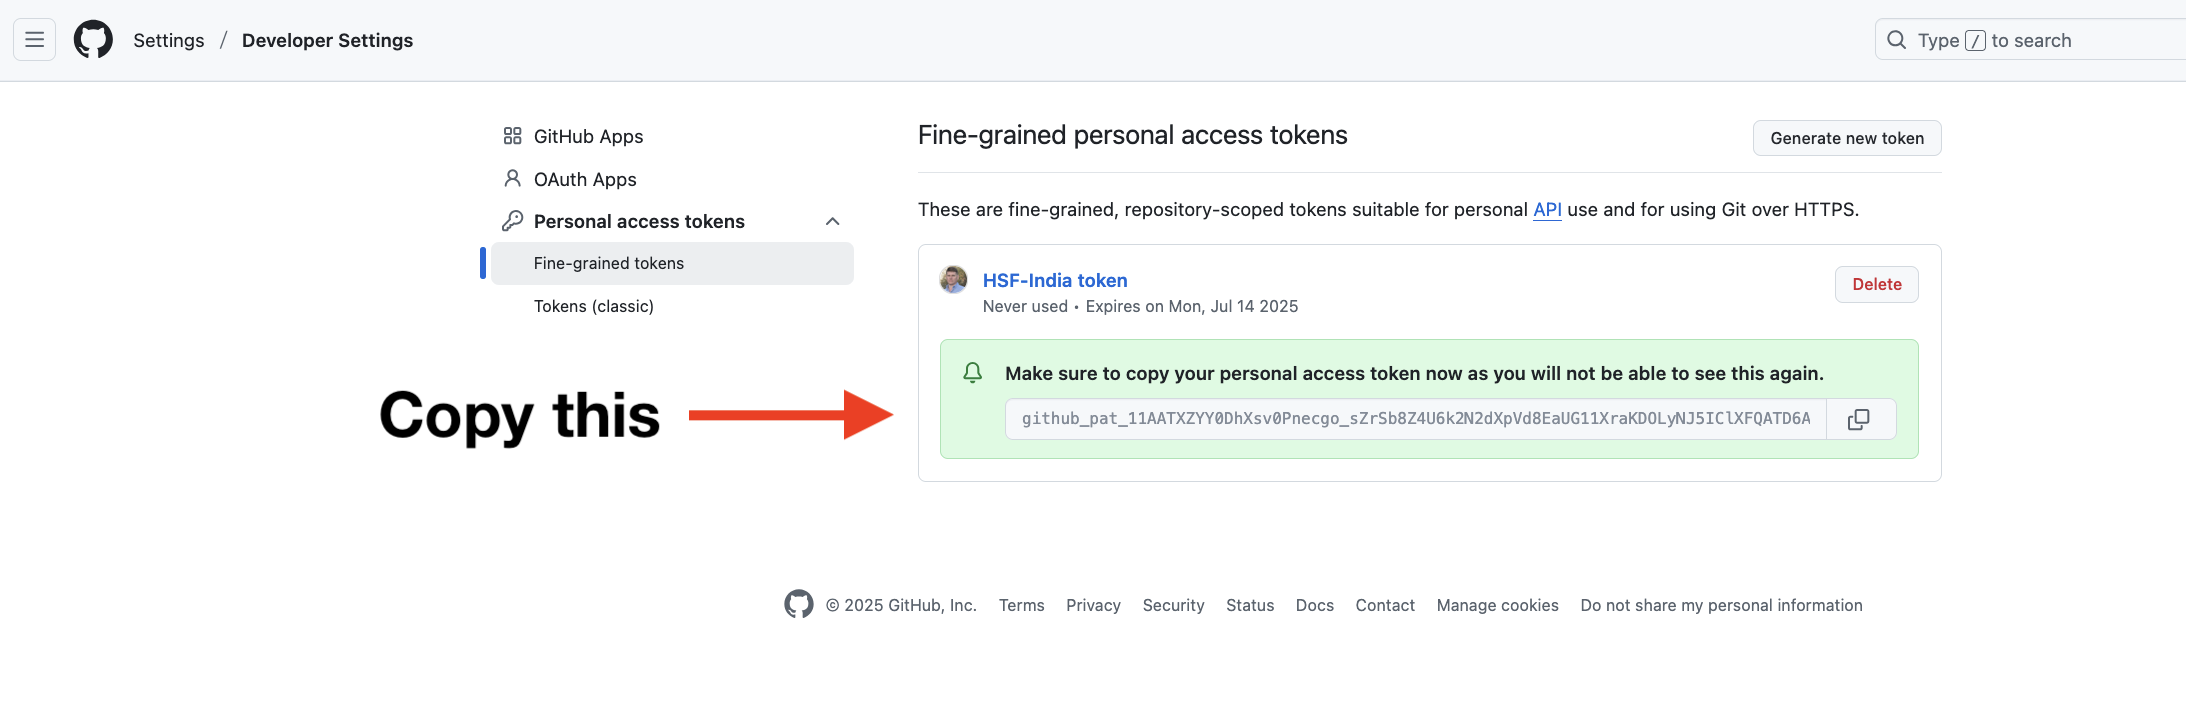 Settings / Developer Settings
Type / to search
GitHub Apps
OAuth Apps
Personal access tokens
Fine-grained tokens
Tokens (classic)
Fine-grained personal access tokens
Generate new token
These are fine-grained, repository-scoped tokens suitable for personal API use and for using Git over HTTPS.
HSF-India token
Never used • Expires on Mon, Jul 14 2025
Delete
Make sure to copy your personal access token now as you will not be able to see this again.
github_pat_11AATXZYY0DhXsv0Pnecgo_sZrSb8Z4U6k2N2dXpVd8EaUG11XraKDOLyNJ5IClXFQATD6A
Copy this
© 2025 GitHub, Inc. Terms Privacy Security Status Docs Contact Manage cookies Do not share my personal information